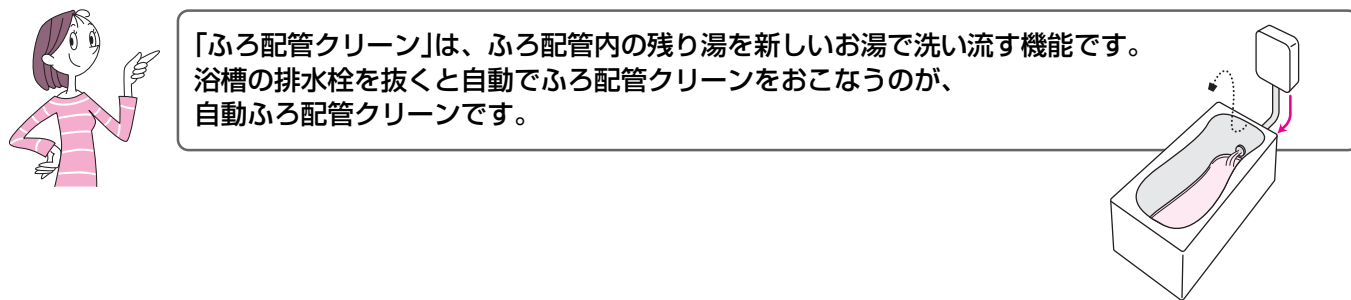 「ふろ配管クリーン」は、ふろ配管内の残り湯を新しいお湯で洗い流す機能です。
浴槽の排水栓を抜くと自動でふろ配管クリーンをおこなうのが、
自動ふろ配管クリーンです。